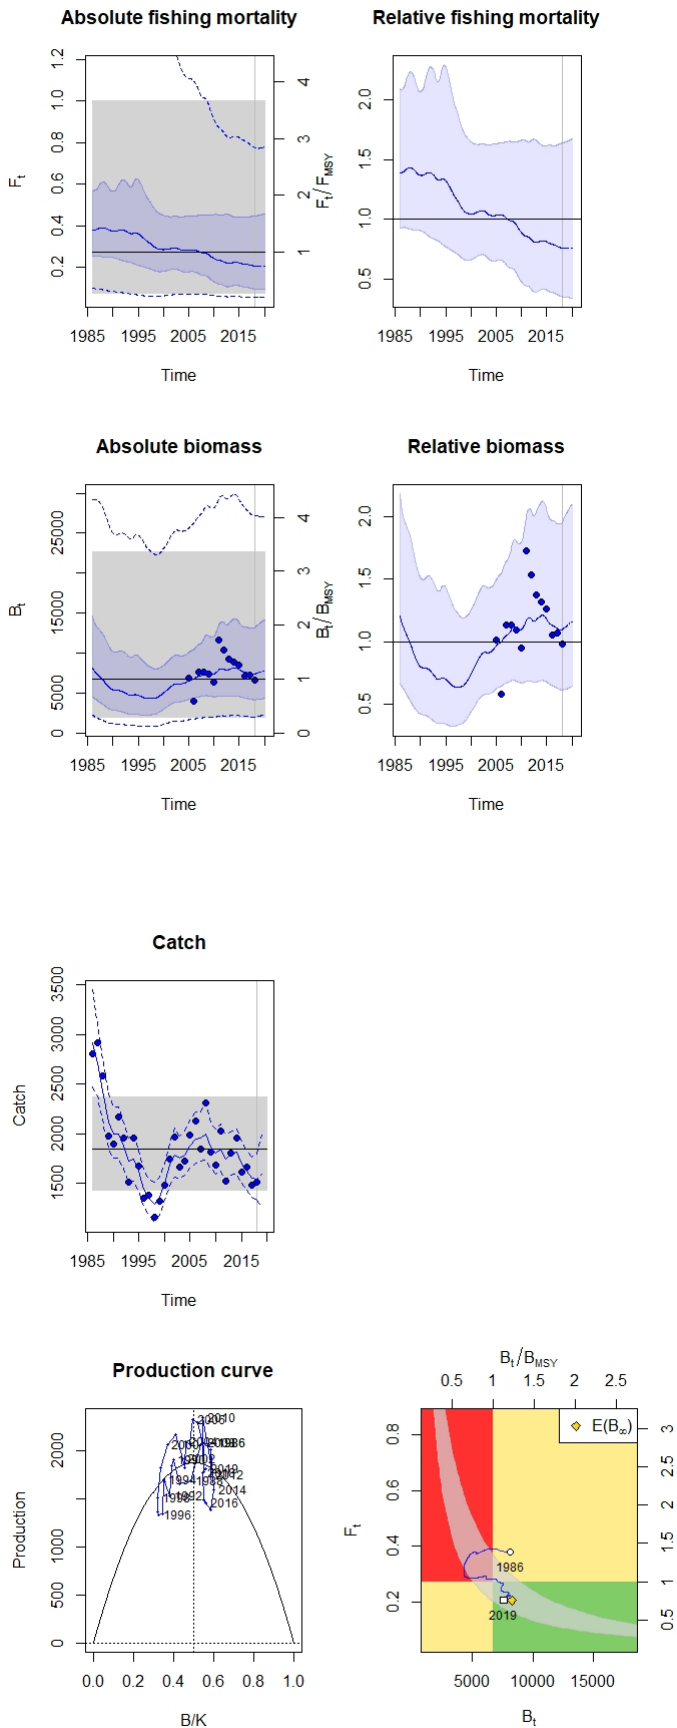 Absolute fishing mortality
Relative fishing mortality
1.2
1.0
0.8
0.6
0.4
0.2
Ft
4
3
2
1
Ft/FMSY
2.0
1.5
1.0
0.5
1985 1995 2005 2015
1985 1995 2005 2015
Time
Time
Absolute biomass
Relative biomass
25000
15000
5000
0
Bt
4
3
2
1
0
Bt/BMSY
2.0
1.5
1.0
0.5
1985 1995 2005 2015
1985 1995 2005 2015
Time
Time
Catch
3500
3000
2500
2000
1500
Catch
1985 1995 2005 2015
Time
Production curve
Bt/BMSY
0.5 1 1.5 2 2.5
2000
1500
1000
500
0
Production
2010
1986
2012
2014
2016
1994
1992
1988
1996
0.0 0.2 0.4 0.6 0.8 1.0
B/K
E(B∞)
0.8
0.6
0.4
0.2
Ft
3
2.5
2
1.5
1
0.5
1986
2019
5000 10000 15000
Bt